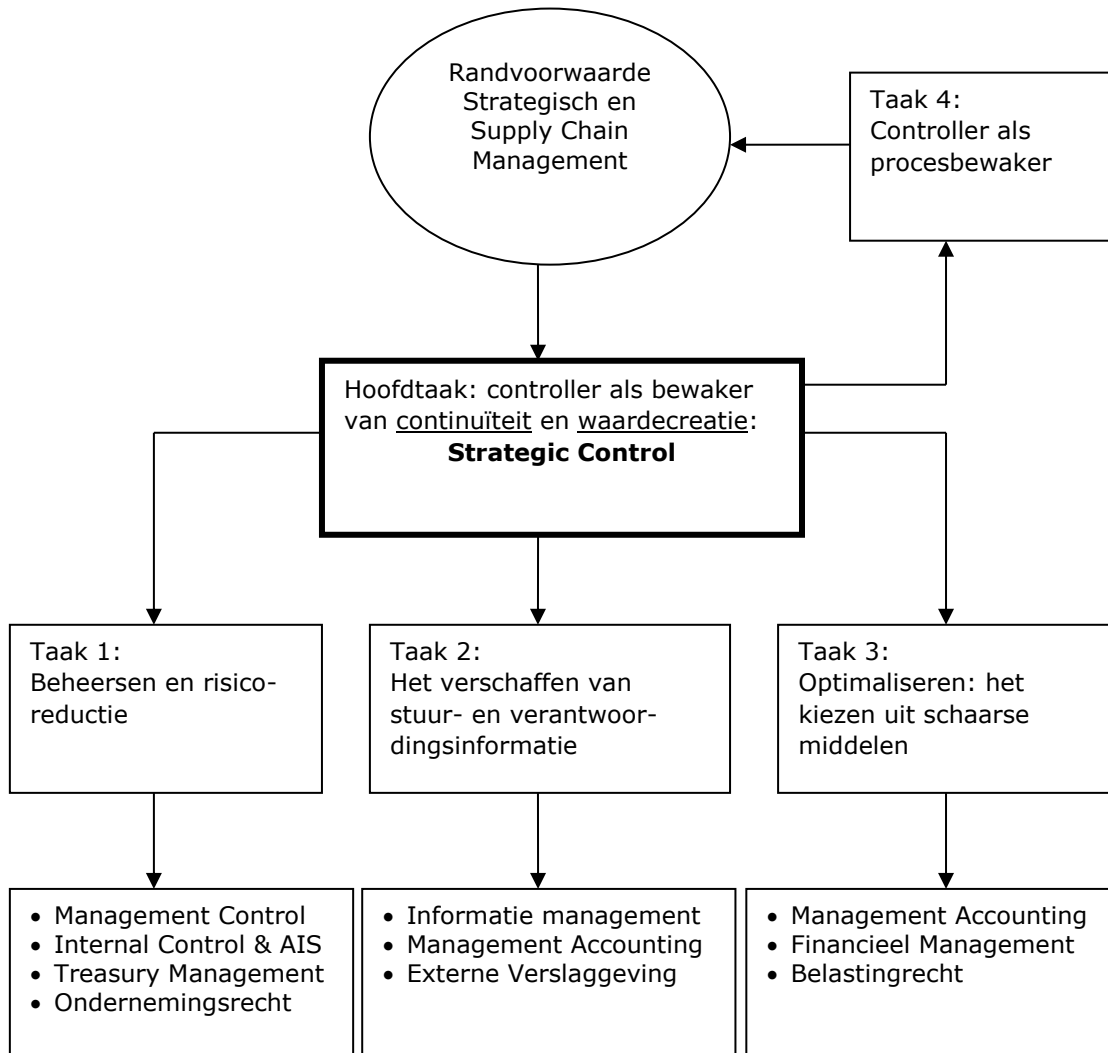 Randvoorwaarde
Strategisch en
Supply Chain
Management
Taak 4:
Controller als
procesbewaker
Hoofdtaak: controller als bewaker
van continuïteit en waardecreatie:
Strategic Control
Taak 1:
Beheersen en risico-
reductie
Taak 2:
Het verschaffen van
stuur- en verantwoor-
dingsinformatie
Taak 3:
Optimaliseren: het
kiezen uit schaarse
middelen
• Management Control
• Internal Control & AIS
• Treasury Management
• Ondernemingsrecht
• Informatie management
• Management Accounting
• Externe Verslaggeving
• Management Accounting
• Financieel Management
• Belastingrecht